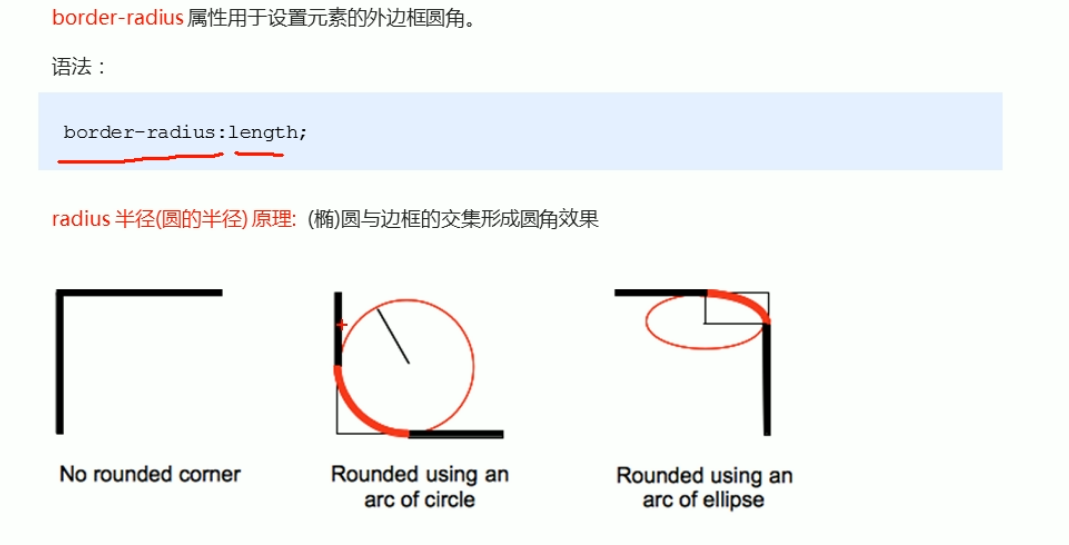 border-radius 属性用于设置元素的外边框圆角。
语法：
border-radius:length;
radius 半径(圆的半径) 原理: (椭)圆与边框的交集形成圆角效果
No rounded corner
Rounded using an
arc of circle
Rounded using an
arc of ellipse